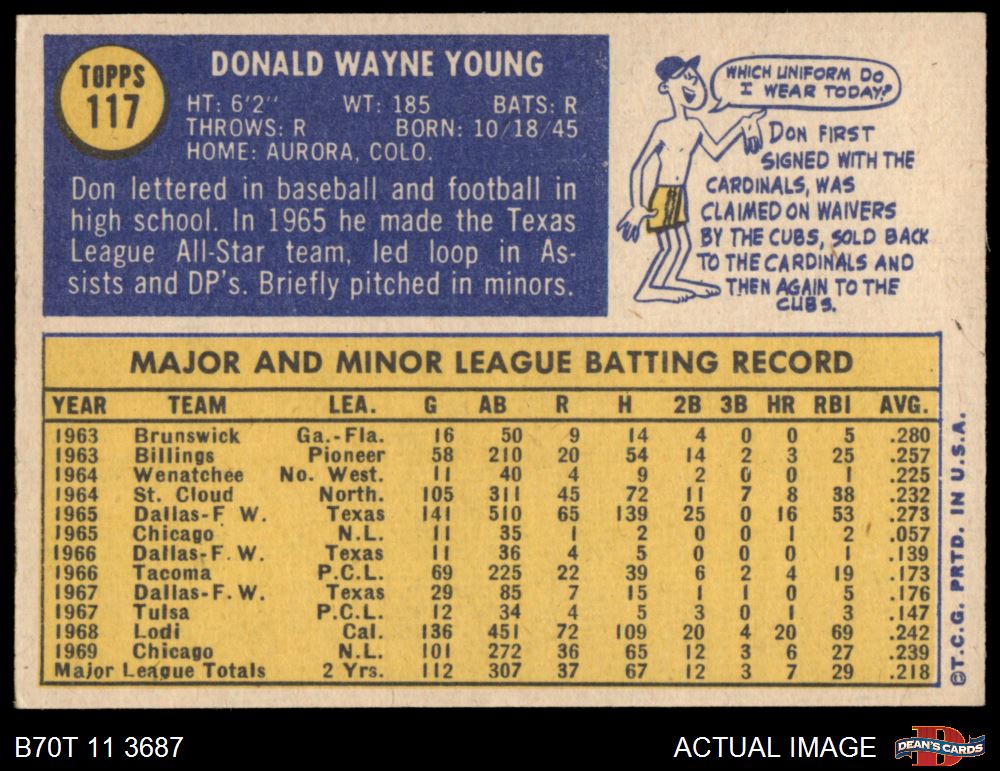 TOPPS
117
DONALD WAYNE YOUNG
HT: 6'2" WT: 185 BATS: R
THROWS: R BORN: 10/18/45
HOME: AURORA, COLO.
Don lettered in baseball and football in
high school. In 1965 he made the Texas
League All-Star team, led loop in As-
sists and DP's. Briefly pitched in minors.
WHICH UNIFORM DO
I WEAR TODAY?
DON FIRST
SIGNED WITH THE
CARDINALS, WAS
CLAIMED ON WAIVERS
BY THE CUBS, SOLD BACK
TO THE CARDINALS AND
THEN AGAIN TO THE
CUBS.
MAJOR AND MINOR LEAGUE BATTING RECORD
YEAR TEAM LEA. G AB R H 2B 3B HR RBI AVG.
1963 Brunswick Ga.-Fla. 16 50 9 14 4 0 0 5 .280
1963 Billings Pioneer 58 210 20 54 14 2 3 25 .257
1964 Wenatchee No. West. 11 40 4 9 2 0 0 1 .225
1964 St. Cloud North. 105 311 45 72 11 7 8 38 .232
1965 Dallas-F. W. Texas 141 510 65 139 25 0 16 53 .273
1965 Chicago N.L. 11 35 1 2 0 0 1 2 .057
1966 Dallas-F. W. Texas 11 36 4 5 0 0 0 1 .139
1966 Tacoma P.C.L. 69 225 22 39 6 2 4 19 .173
1967 Dallas-F. W. Texas 29 85 7 15 1 1 0 5 .176
1967 Tulsa P.C.L. 12 34 4 5 3 0 1 3 .147
1968 Lodi Cal. 136 451 72 109 20 4 20 69 .242
1969 Chicago N.L. 101 272 36 65 12 3 6 27 .239
Major League Totals 2 Yrs. 112 307 37 67 12 3 7 29 .218
©T.C.G. PRTD. IN U.S.A.
B70T 11 3687
ACTUAL IMAGE
D
DEAN'S CARDS